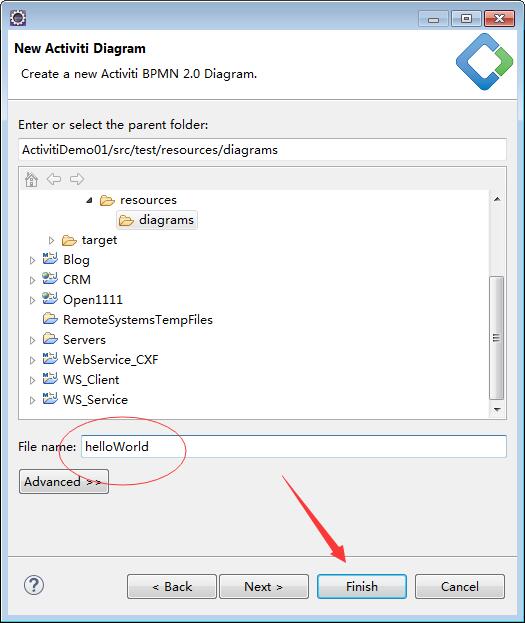 New Activiti Diagram
Create a new Activiti BPMN 2.0 Diagram.
Enter or select the parent folder:
ActivitiDemo01/src/test/resources/diagrams
resources
diagrams
target
Blog
CRM
Open1111
RemoteSystemsTempFiles
Servers
WebService_CXF
WS_Client
WS_Service
File name: helloWorld
Advanced >>
? < Back Next > Finish Cancel